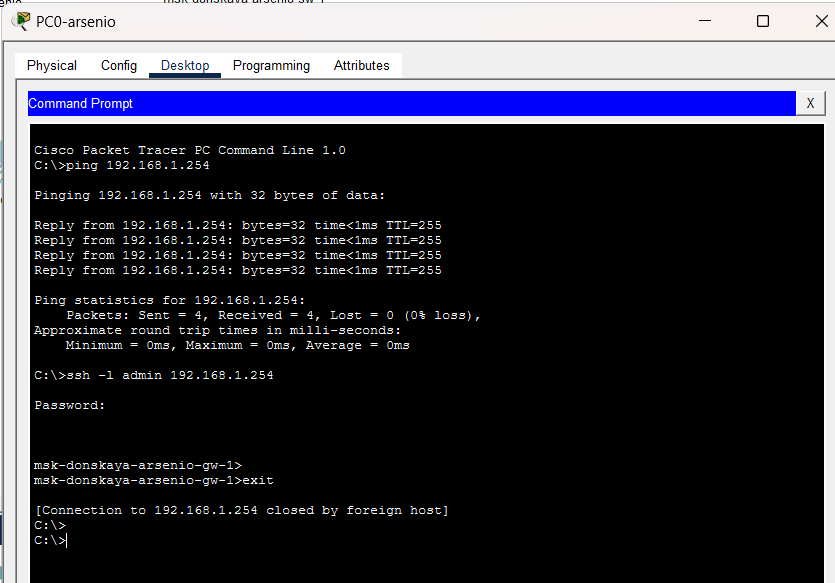 msk-donskaya-arsenio-sw-1
PC0-arsenio
Physical Config Desktop Programming Attributes
Command Prompt X
Cisco Packet Tracer PC Command Line 1.0
C:\>ping 192.168.1.254
Pinging 192.168.1.254 with 32 bytes of data:
Reply from 192.168.1.254: bytes=32 time<1ms TTL=255
Reply from 192.168.1.254: bytes=32 time<1ms TTL=255
Reply from 192.168.1.254: bytes=32 time<1ms TTL=255
Reply from 192.168.1.254: bytes=32 time<1ms TTL=255
Ping statistics for 192.168.1.254:
Packets: Sent = 4, Received = 4, Lost = 0 (0% loss),
Approximate round trip times in milli-seconds:
Minimum = 0ms, Maximum = 0ms, Average = 0ms
C:\>ssh -l admin 192.168.1.254
Password:
msk-donskaya-arsenio-gw-1>
msk-donskaya-arsenio-gw-1>exit
[Connection to 192.168.1.254 closed by foreign host]
C:\>
C:\>